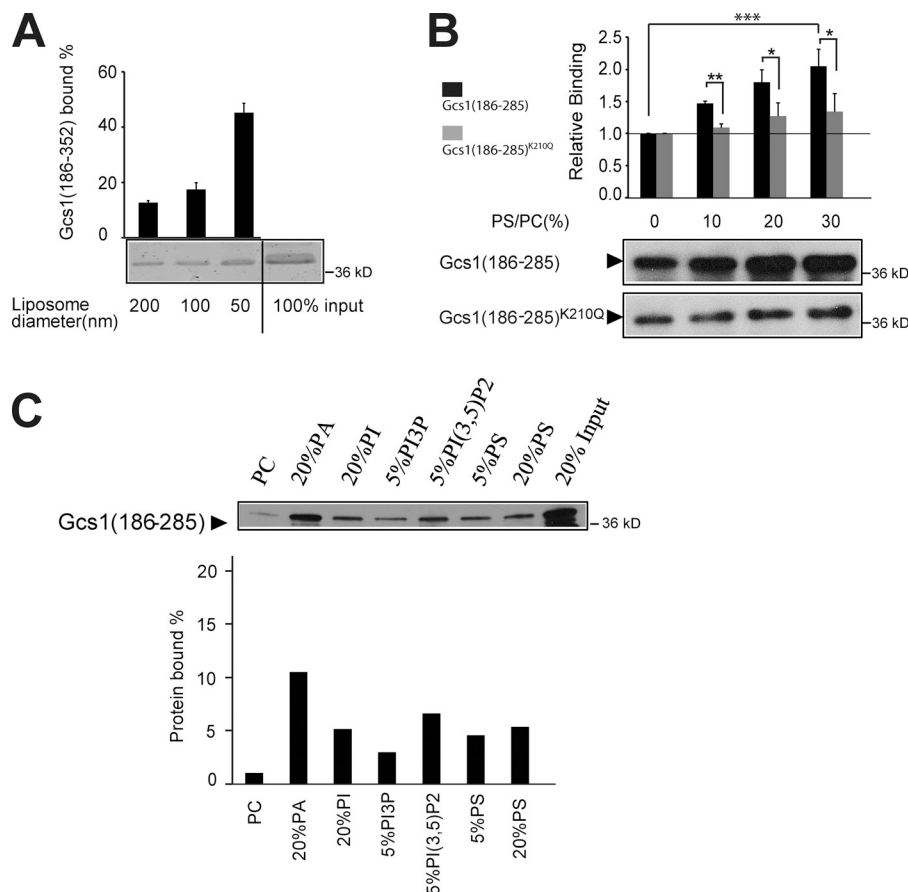 A
Gcs1(186-352) bound %
60
40
20
0
36 kD
Liposome diameter(nm)
200 100 50 100% input
B
Gcs1(186-285)
Gcs1(186-285)K210Q
Relative Binding
2.5
2.0
1.5
1.0
0.5
0.0
***
**
*
*
PS/PC(%) 0 10 20 30
Gcs1(186-285)
36 kD
Gcs1(186-285)K210Q
36 kD
C
PC
20%PA
20%PI
5%PI3P
5%PI(3,5)P2
5%PS
20%PS
20% Input
Gcs1(186-285)
36 kD
Protein bound %
20
15
10
5
0
PC
20%PA
20%PI
5%PI3P
5%PI(3,5)P2
5%PS
20%PS